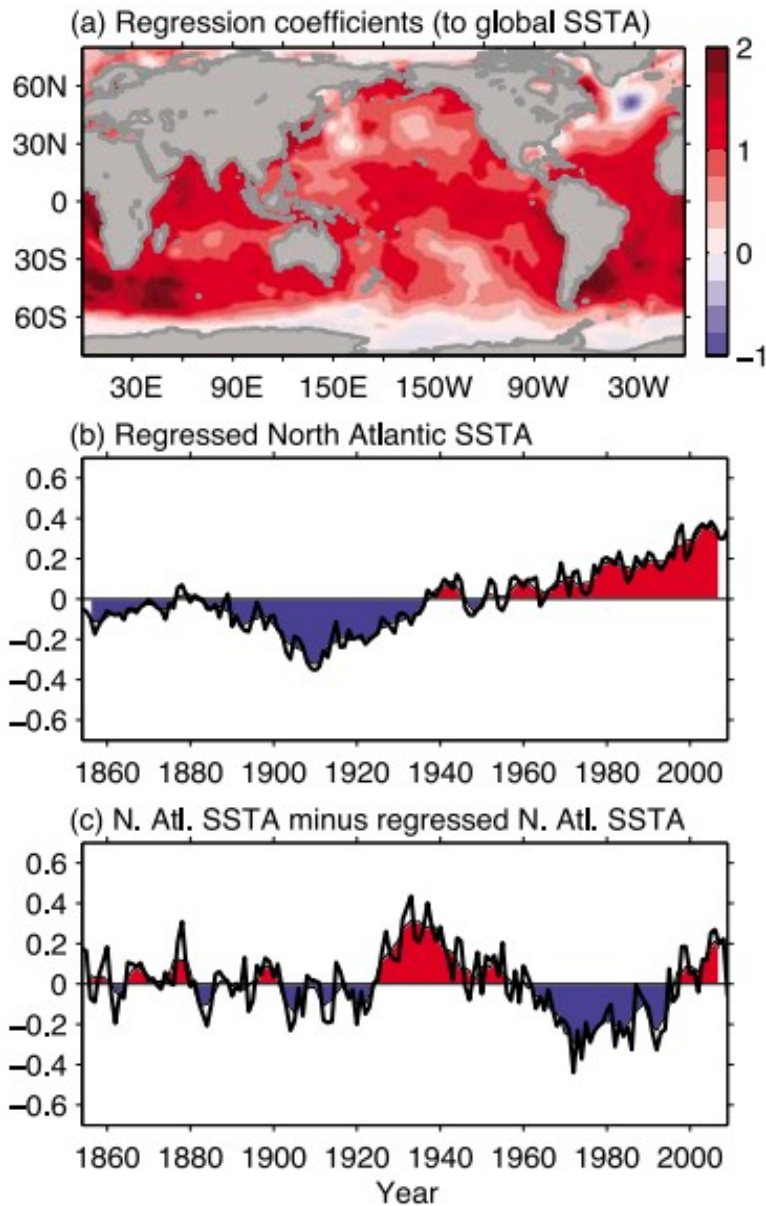 (a) Regression coefficients (to global SSTA)
60N
30N
0
30S
60S
30E 90E 150E 150W 90W 30W
2
1
0
−1
(b) Regressed North Atlantic SSTA
0.6
0.4
0.2
0
−0.2
−0.4
−0.6
1860 1880 1900 1920 1940 1960 1980 2000
(c) N. Atl. SSTA minus regressed N. Atl. SSTA
0.6
0.4
0.2
0
−0.2
−0.4
−0.6
1860 1880 1900 1920 1940 1960 1980 2000
Year